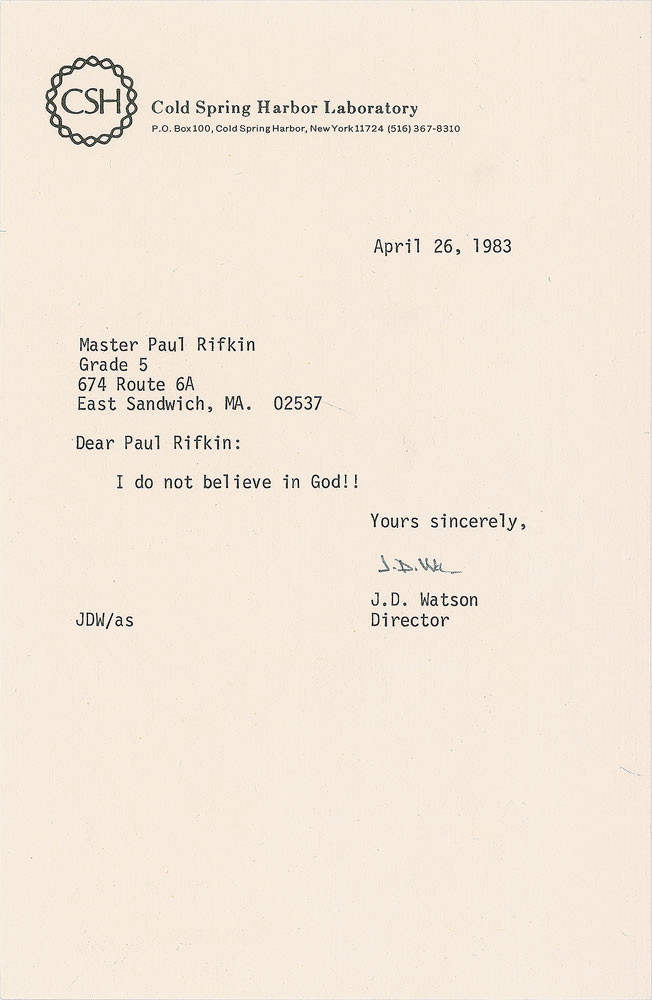 CSH
Cold Spring Harbor Laboratory
P.O. Box 100, Cold Spring Harbor, New York 11724 (516) 367-8310
April 26, 1983
Master Paul Rifkin
Grade 5
674 Route 6A
East Sandwich, MA. 02537
Dear Paul Rifkin:
I do not believe in God!!
Yours sincerely,
J.D. Watson
JDW/as Director